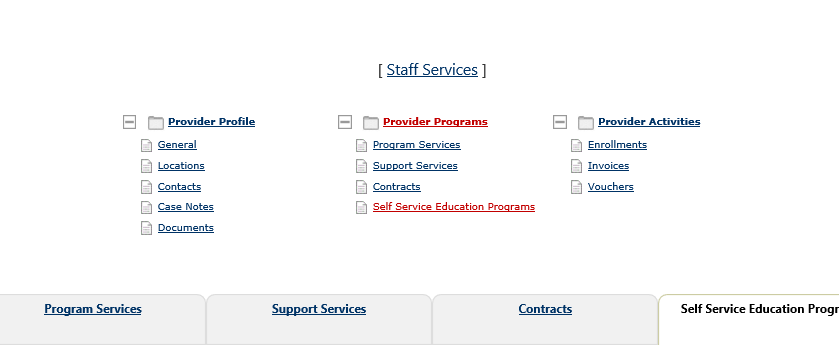 [ Staff Services ]
Provider Profile
General
Locations
Contacts
Case Notes
Documents
Provider Programs
Program Services
Support Services
Contracts
Self Service Education Programs
Provider Activities
Enrollments
Invoices
Vouchers
Program Services
Support Services
Contracts
Self Service Education Progr